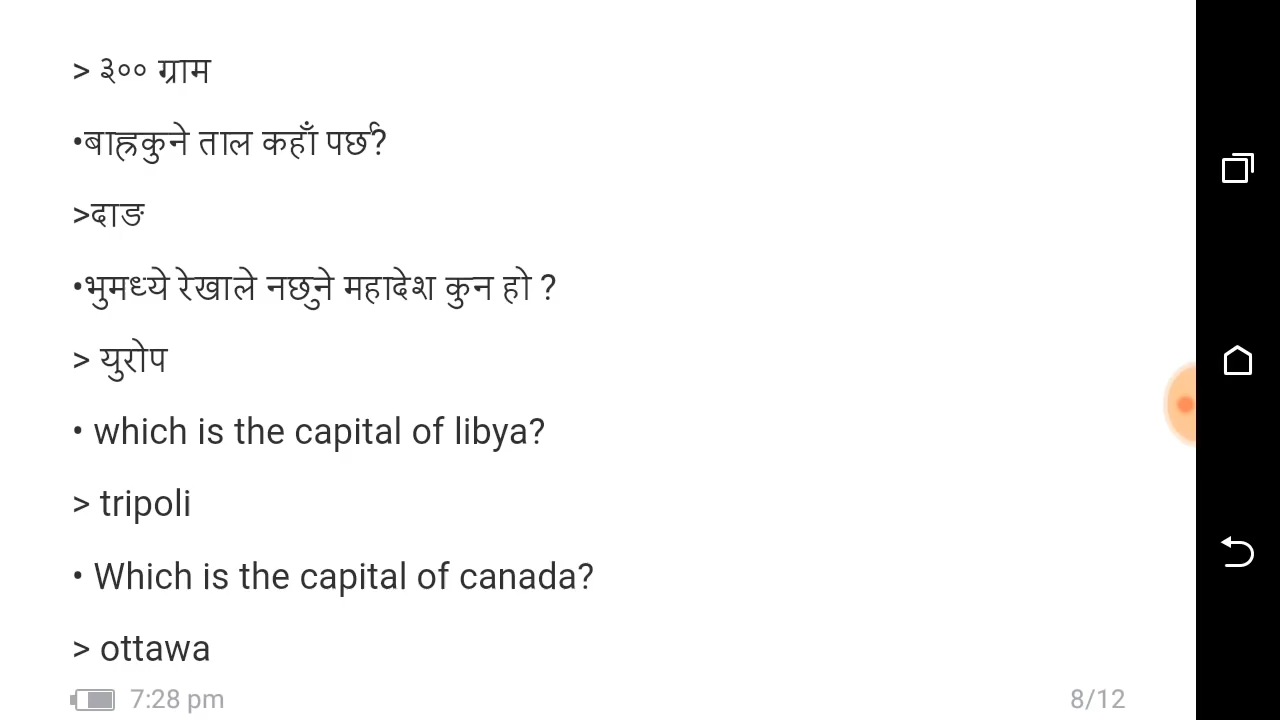 > ३०० ग्राम
•बाह्रकुने ताल कहाँ पर्छ?
>दाङ
•भुमध्ये रेखाले नछुने महादेश कुन हो ?
> युरोप
• which is the capital of libya?
> tripoli
• Which is the capital of canada?
> ottawa
7:28 pm 8/12